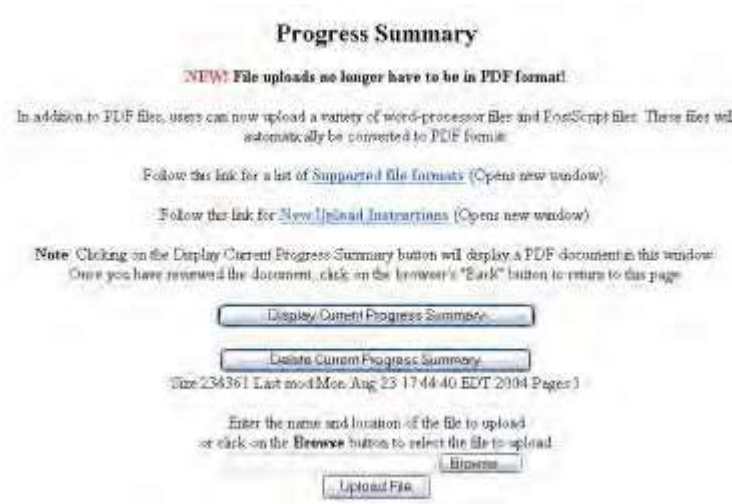 Progress Summary
NEW! File uploads no longer have to be in PDF format!
In addition to PDF files, users can now upload a variety of word-processor files and PostScript files. These files will
automatically be converted to PDF format.
Follow this link for a list of Supported file formats (Opens new window)
Follow this link for New Upload Instructions (Opens new window)
Note: Clicking on the Display Current Progress Summary button will display a PDF document in this window.
Once you have reviewed the document, click on the browser's "Back" button to return to this page.
Display Current Progress Summary
Delete Current Progress Summary
Size 234361 Last mod Mon Aug 23 17:44:40 EDT 2004 Pages 3
Enter the name and location of the file to upload
or click on the Browse button to select the file to upload
Browse...
Upload File